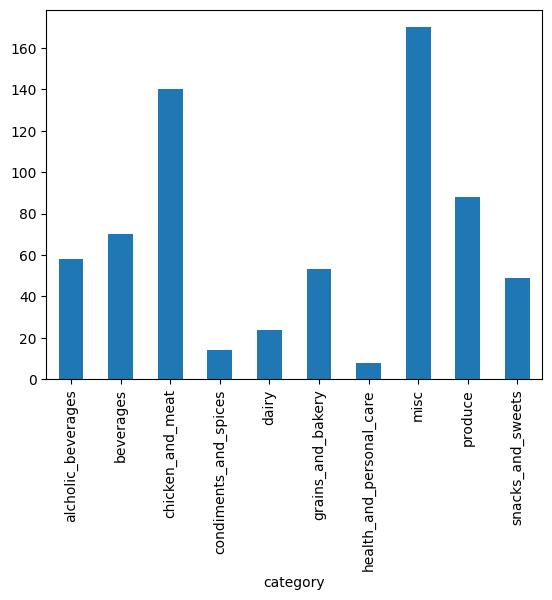 160
140
120
100
80
60
40
20
0
alcholic_beverages
beverages
chicken_and_meat
condiments_and_spices
dairy
grains_and_bakery
health_and_personal_care
misc
produce
snacks_and_sweets
category